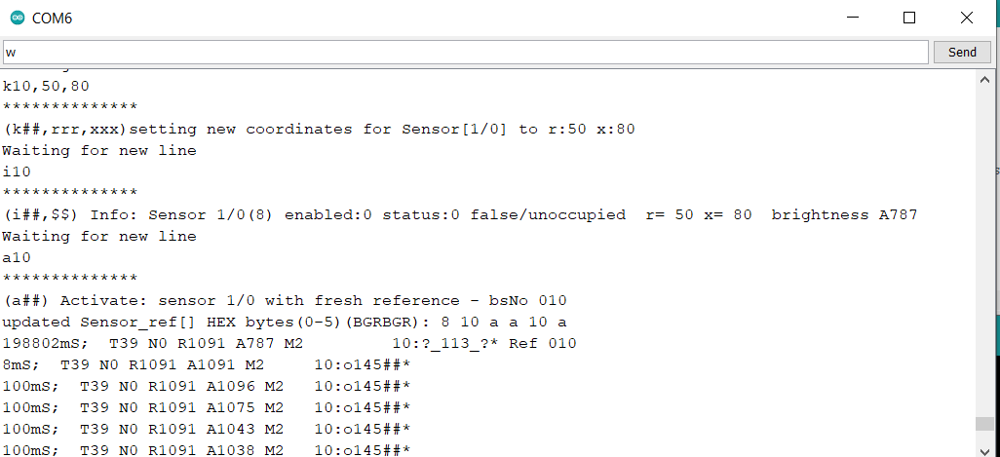 COM6
w
Send
k10,50,80
**************
(k##,rrr,xxx)setting new coordinates for Sensor[1/0] to r:50 x:80
Waiting for new line
i10
**************
(i##,$$) Info: Sensor 1/0(8) enabled:0 status:0 false/unoccupied  r= 50 x= 80  brightness A787
Waiting for new line
a10
**************
(a##) Activate: sensor 1/0 with fresh reference - bsNo 010
updated Sensor_ref[] HEX bytes(0-5)(BGRBGR): 8 10 a a 10 a
198802mS;  T39 N0 R1091 A787 M2         10:?_113_?* Ref 010
8mS;  T39 N0 R1091 A1091 M2     10:o145##*
100mS;  T39 N0 R1091 A1096 M2   10:o145##*
100mS;  T39 N0 R1091 A1075 M2   10:o145##*
100mS;  T39 N0 R1091 A1043 M2   10:o145##*
100mS;  T39 N0 R1091 A1038 M2   10:o145##*